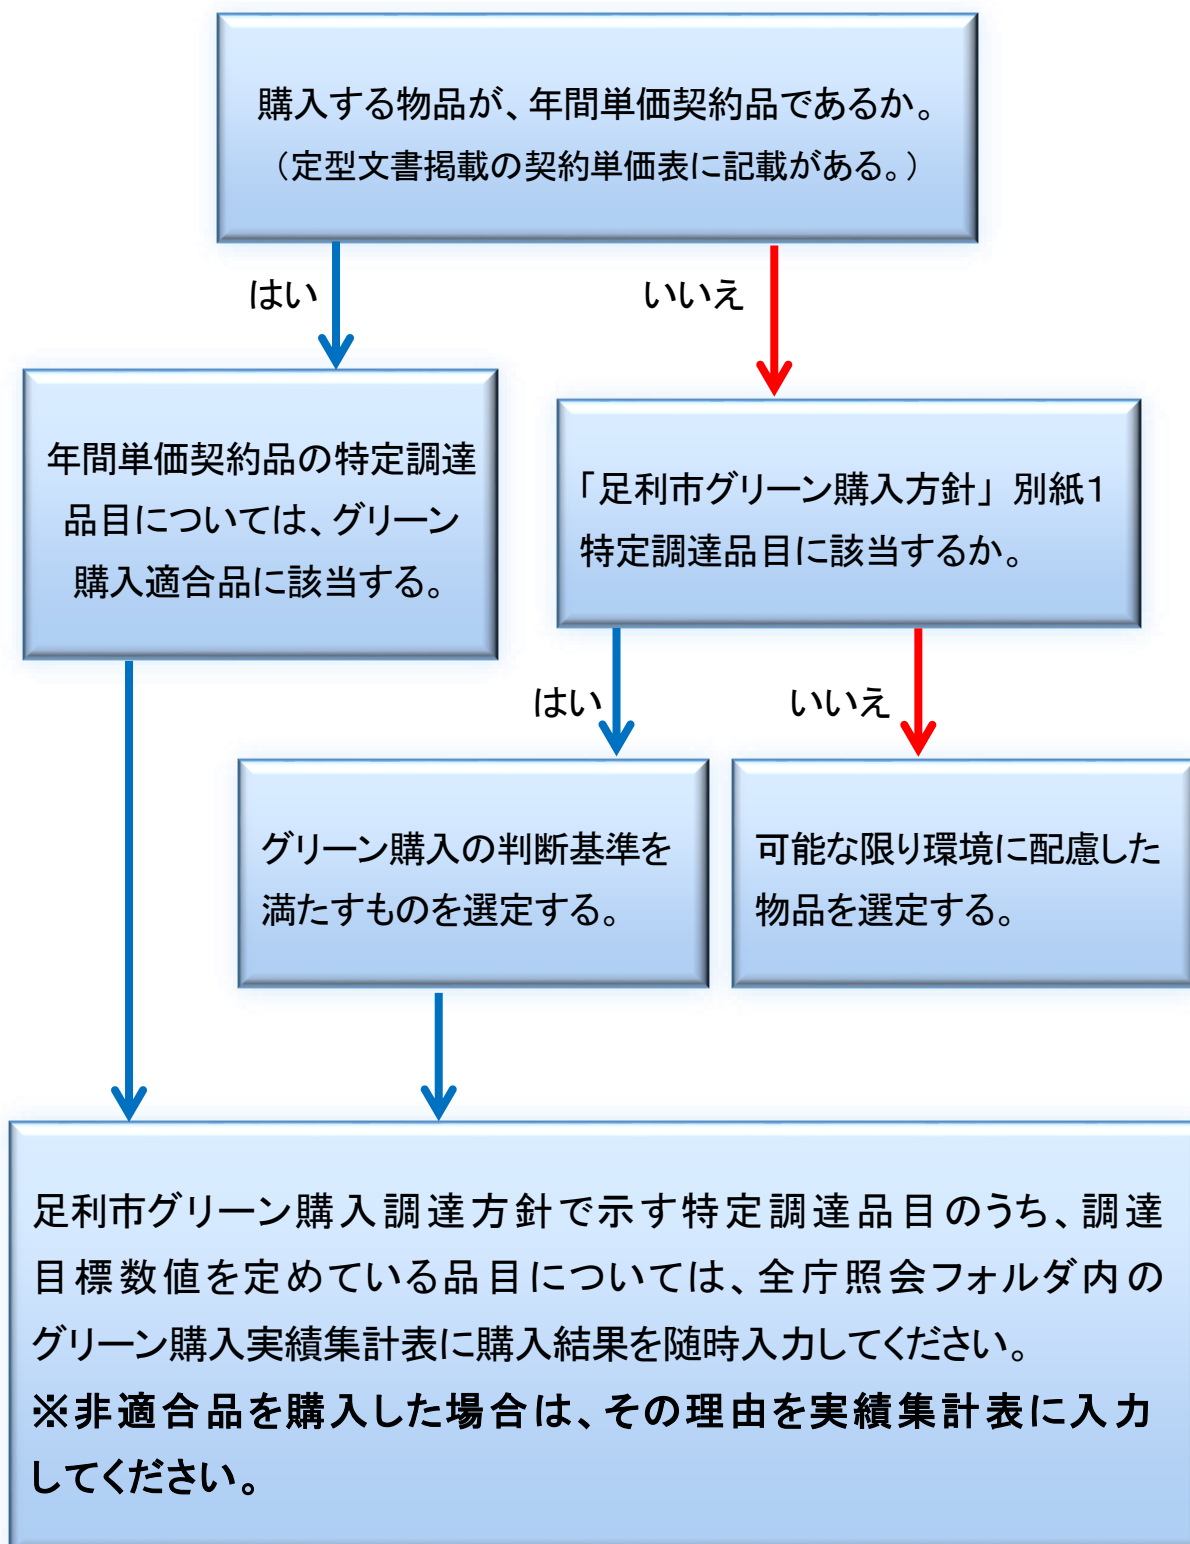 購入する物品が、年間単価契約品であるか。
（定型文書掲載の契約単価表に記載がある。）
はい
いいえ
年間単価契約品の特定調達
品目については、グリーン
購入適合品に該当する。
「足利市グリーン購入方針」 別紙１
特定調達品目に該当するか。
はい
いいえ
グリーン購入の判断基準を
満たすものを選定する。
可能な限り環境に配慮した
物品を選定する。
足利市グリーン購入調達方針で示す特定調達品目のうち、調達
目標数値を定めている品目については、全庁照会フォルダ内の
グリーン購入実績集計表に購入結果を随時入力してください。
※非適合品を購入した場合は、その理由を実績集計表に入力
してください。